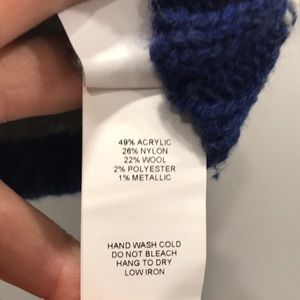 49% ACRYLIC
26% NYLON
22% WOOL
2% POLYESTER
1% METALLIC
HAND WASH COLD
DO NOT BLEACH
HANG TO DRY
LOW IRON